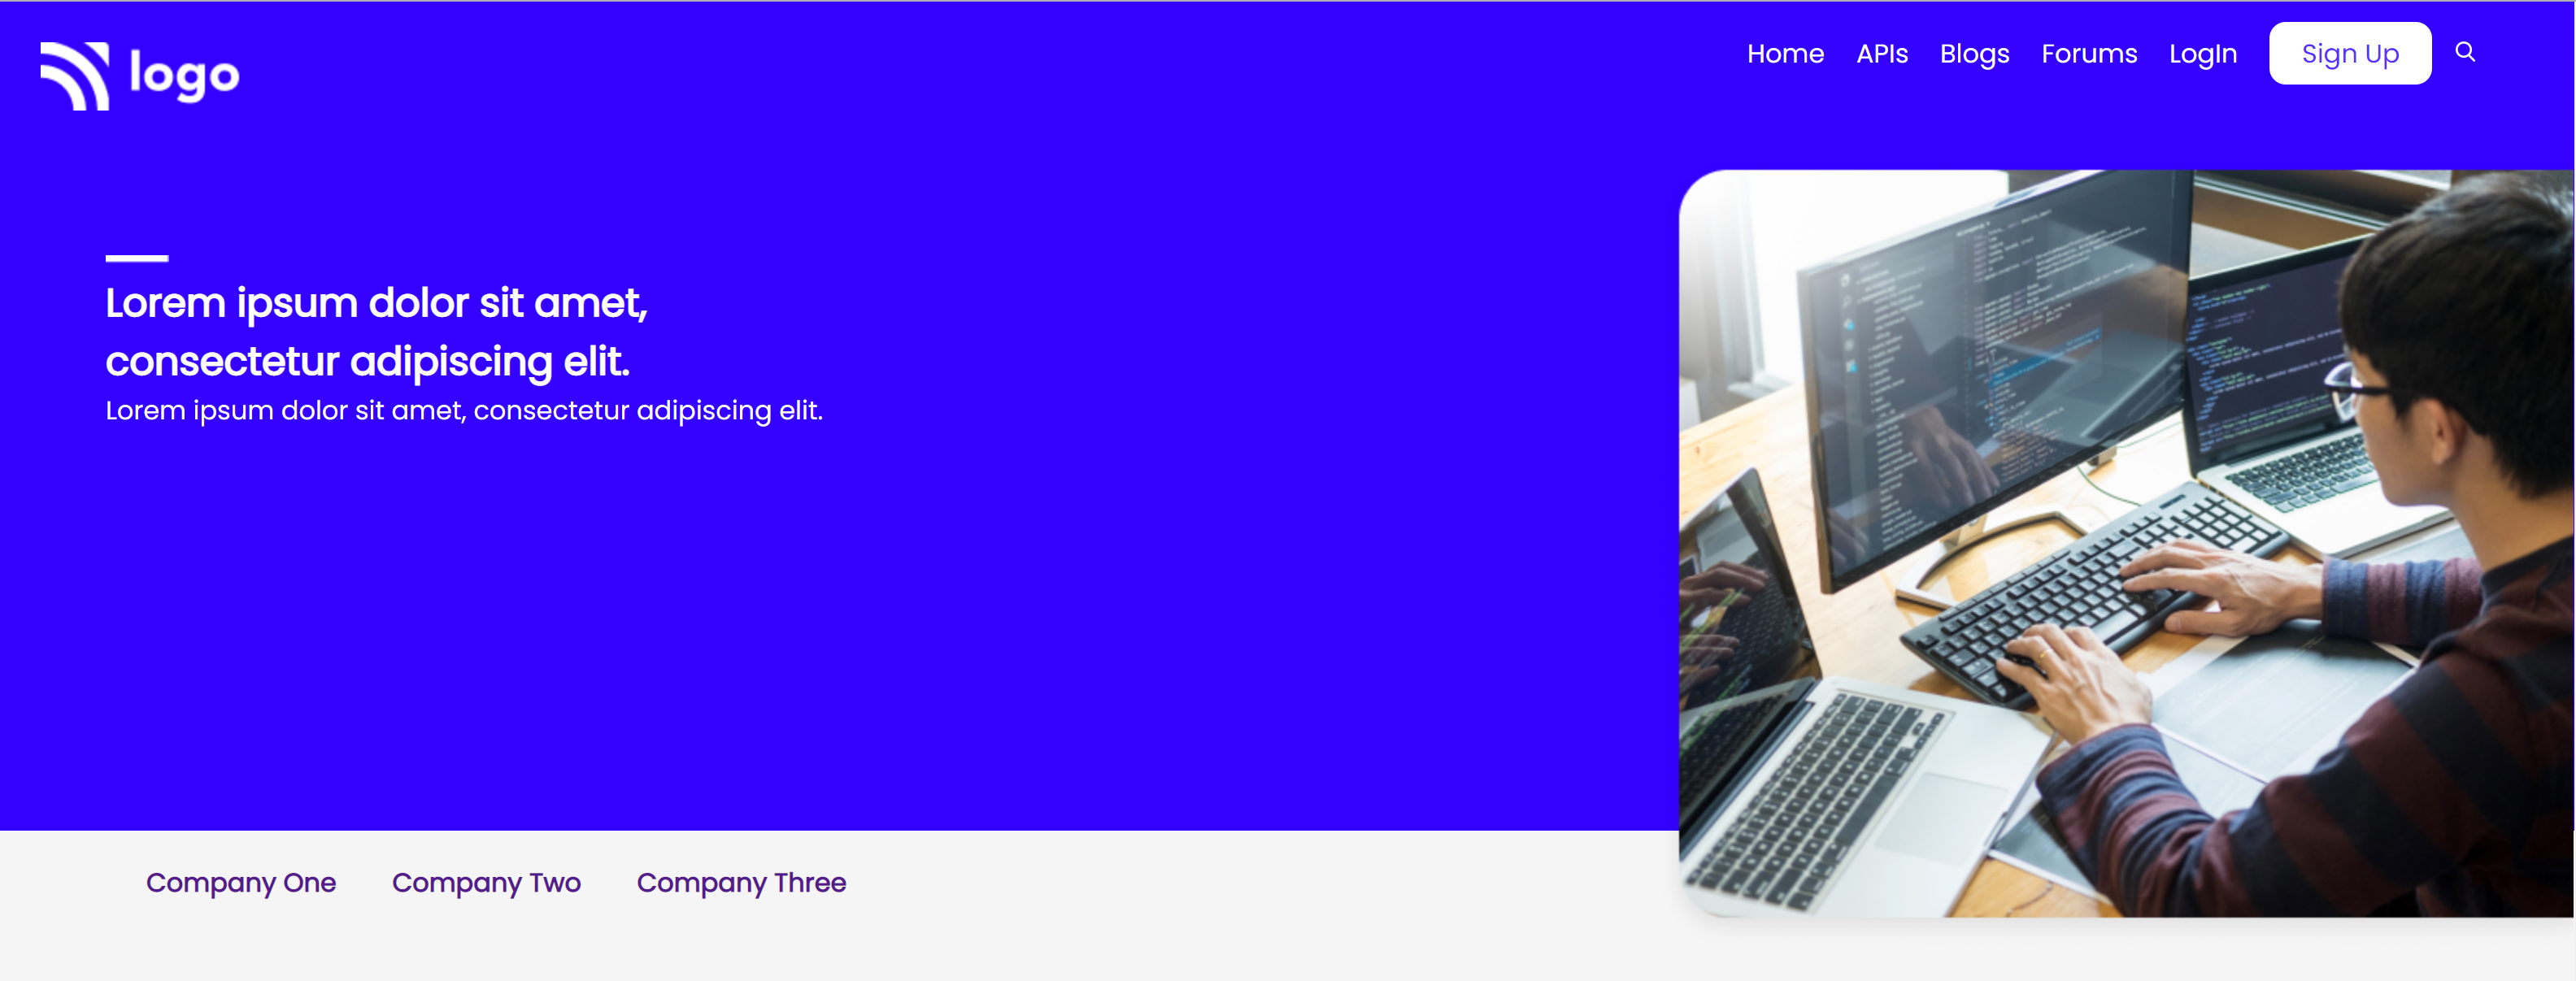 logo
Home APIs Blogs Forums LogIn Sign Up
Lorem ipsum dolor sit amet,
consectetur adipiscing elit.
Lorem ipsum dolor sit amet, consectetur adipiscing elit.
Company One Company Two Company Three